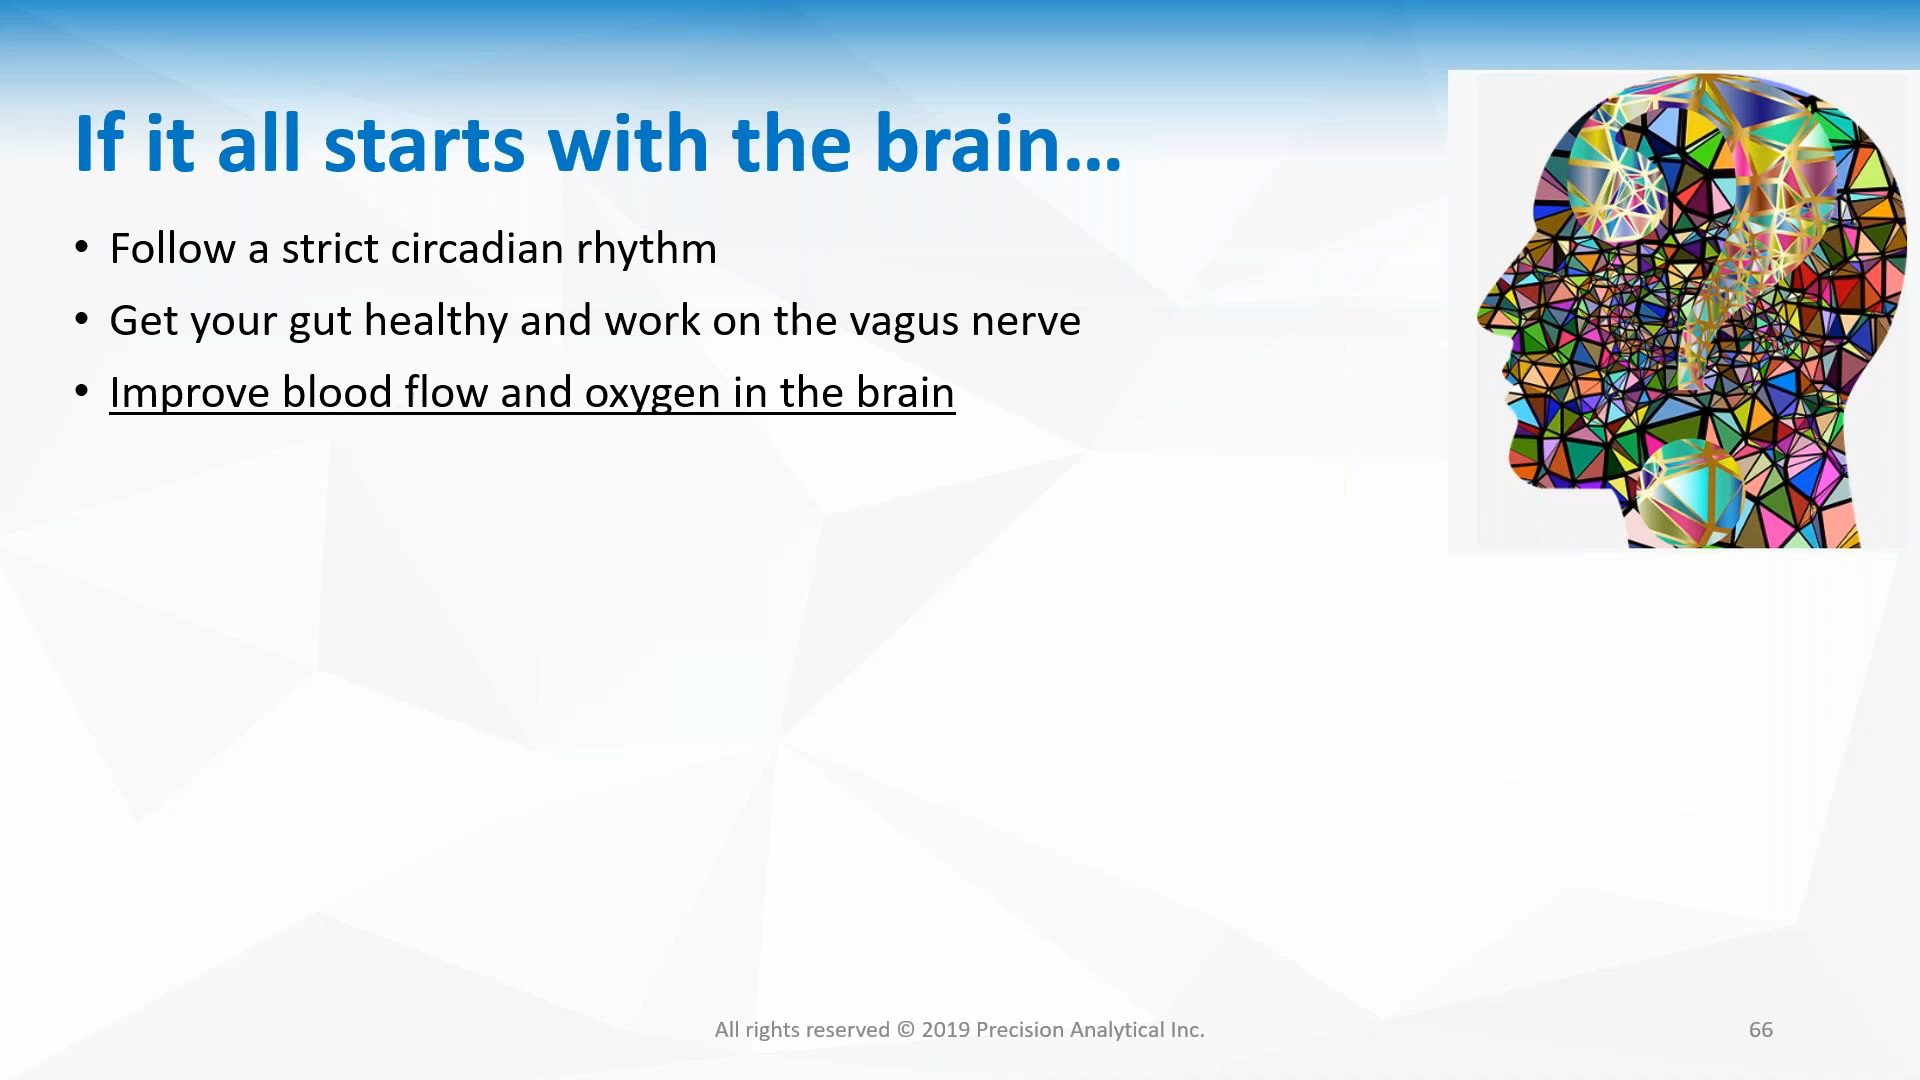 If it all starts with the brain...
• Follow a strict circadian rhythm
• Get your gut healthy and work on the vagus nerve
• Improve blood flow and oxygen in the brain
All rights reserved © 2019 Precision Analytical Inc.
66